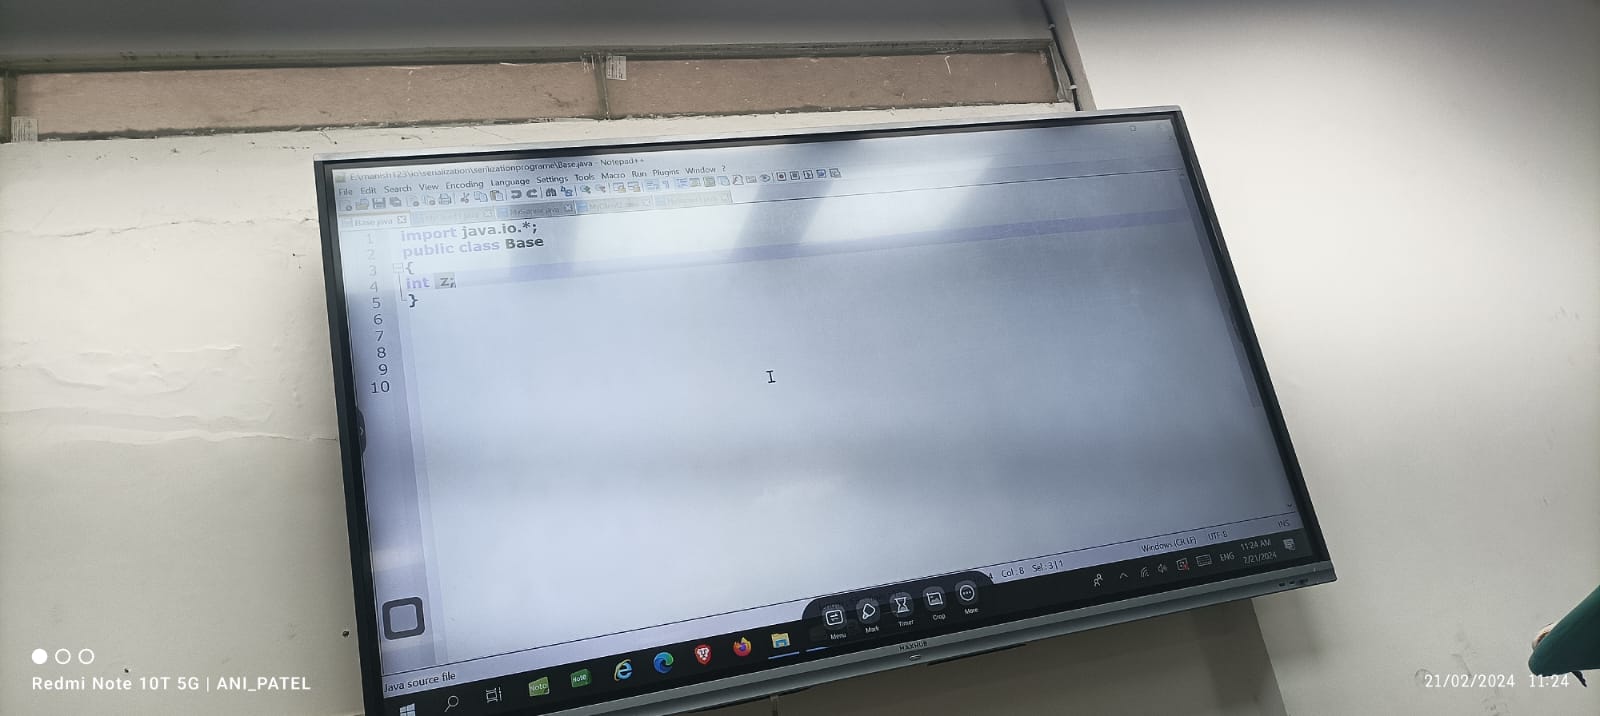 E:\manish123\io\serialization\serilizationprograme\Base.java - Notepad++
File Edit Search View Encoding Language Settings Tools Macro Run Plugins Window ?
Base.java
1 import java.io.*;
2 public class Base
3 {
4 int z;
5 }
6
7
8
9
10
Col : 8 Sel : 3 | 1
Windows (CR LF) UTF-8 INS
Java source file
Menu Mark Timer Crop More
ENG 11:24 AM
2/21/2024
MAXHUB
Redmi Note 10T 5G | ANI_PATEL
21/02/2024 11:24